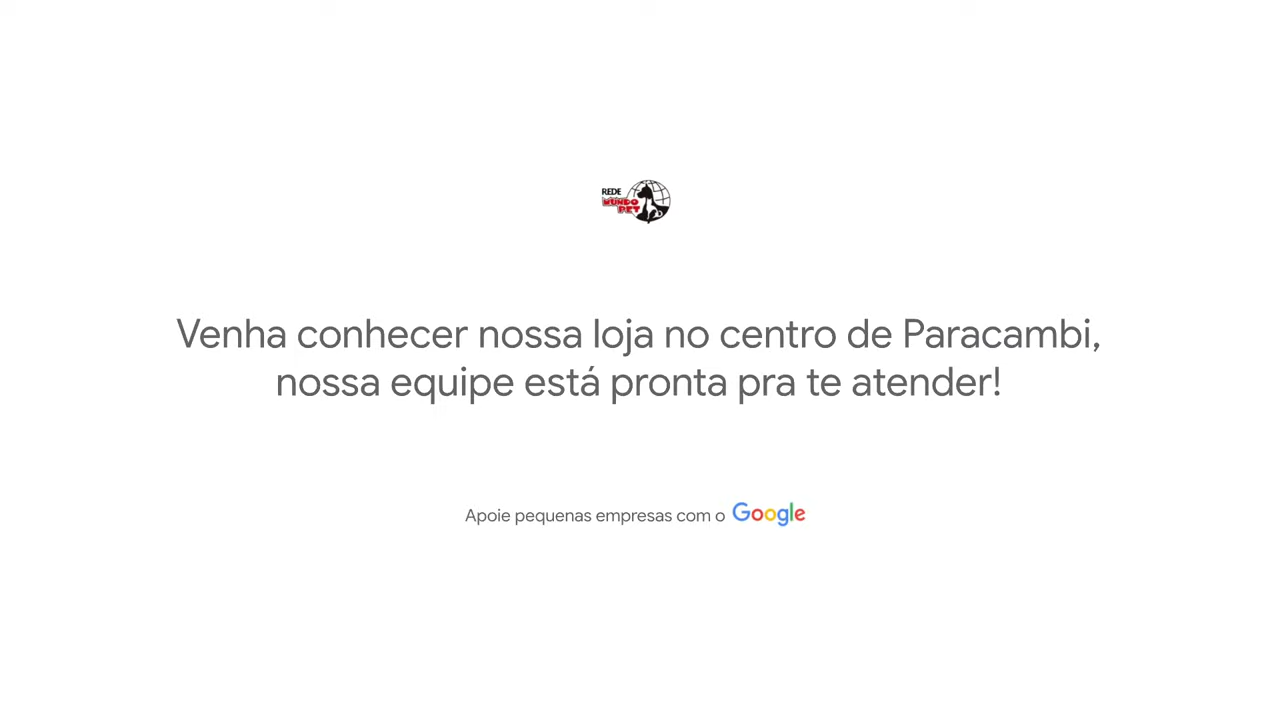 REDE
MUNDO
PET
Venha conhecer nossa loja no centro de Paracambi,
nossa equipe está pronta pra te atender!
Apoie pequenas empresas com o Google